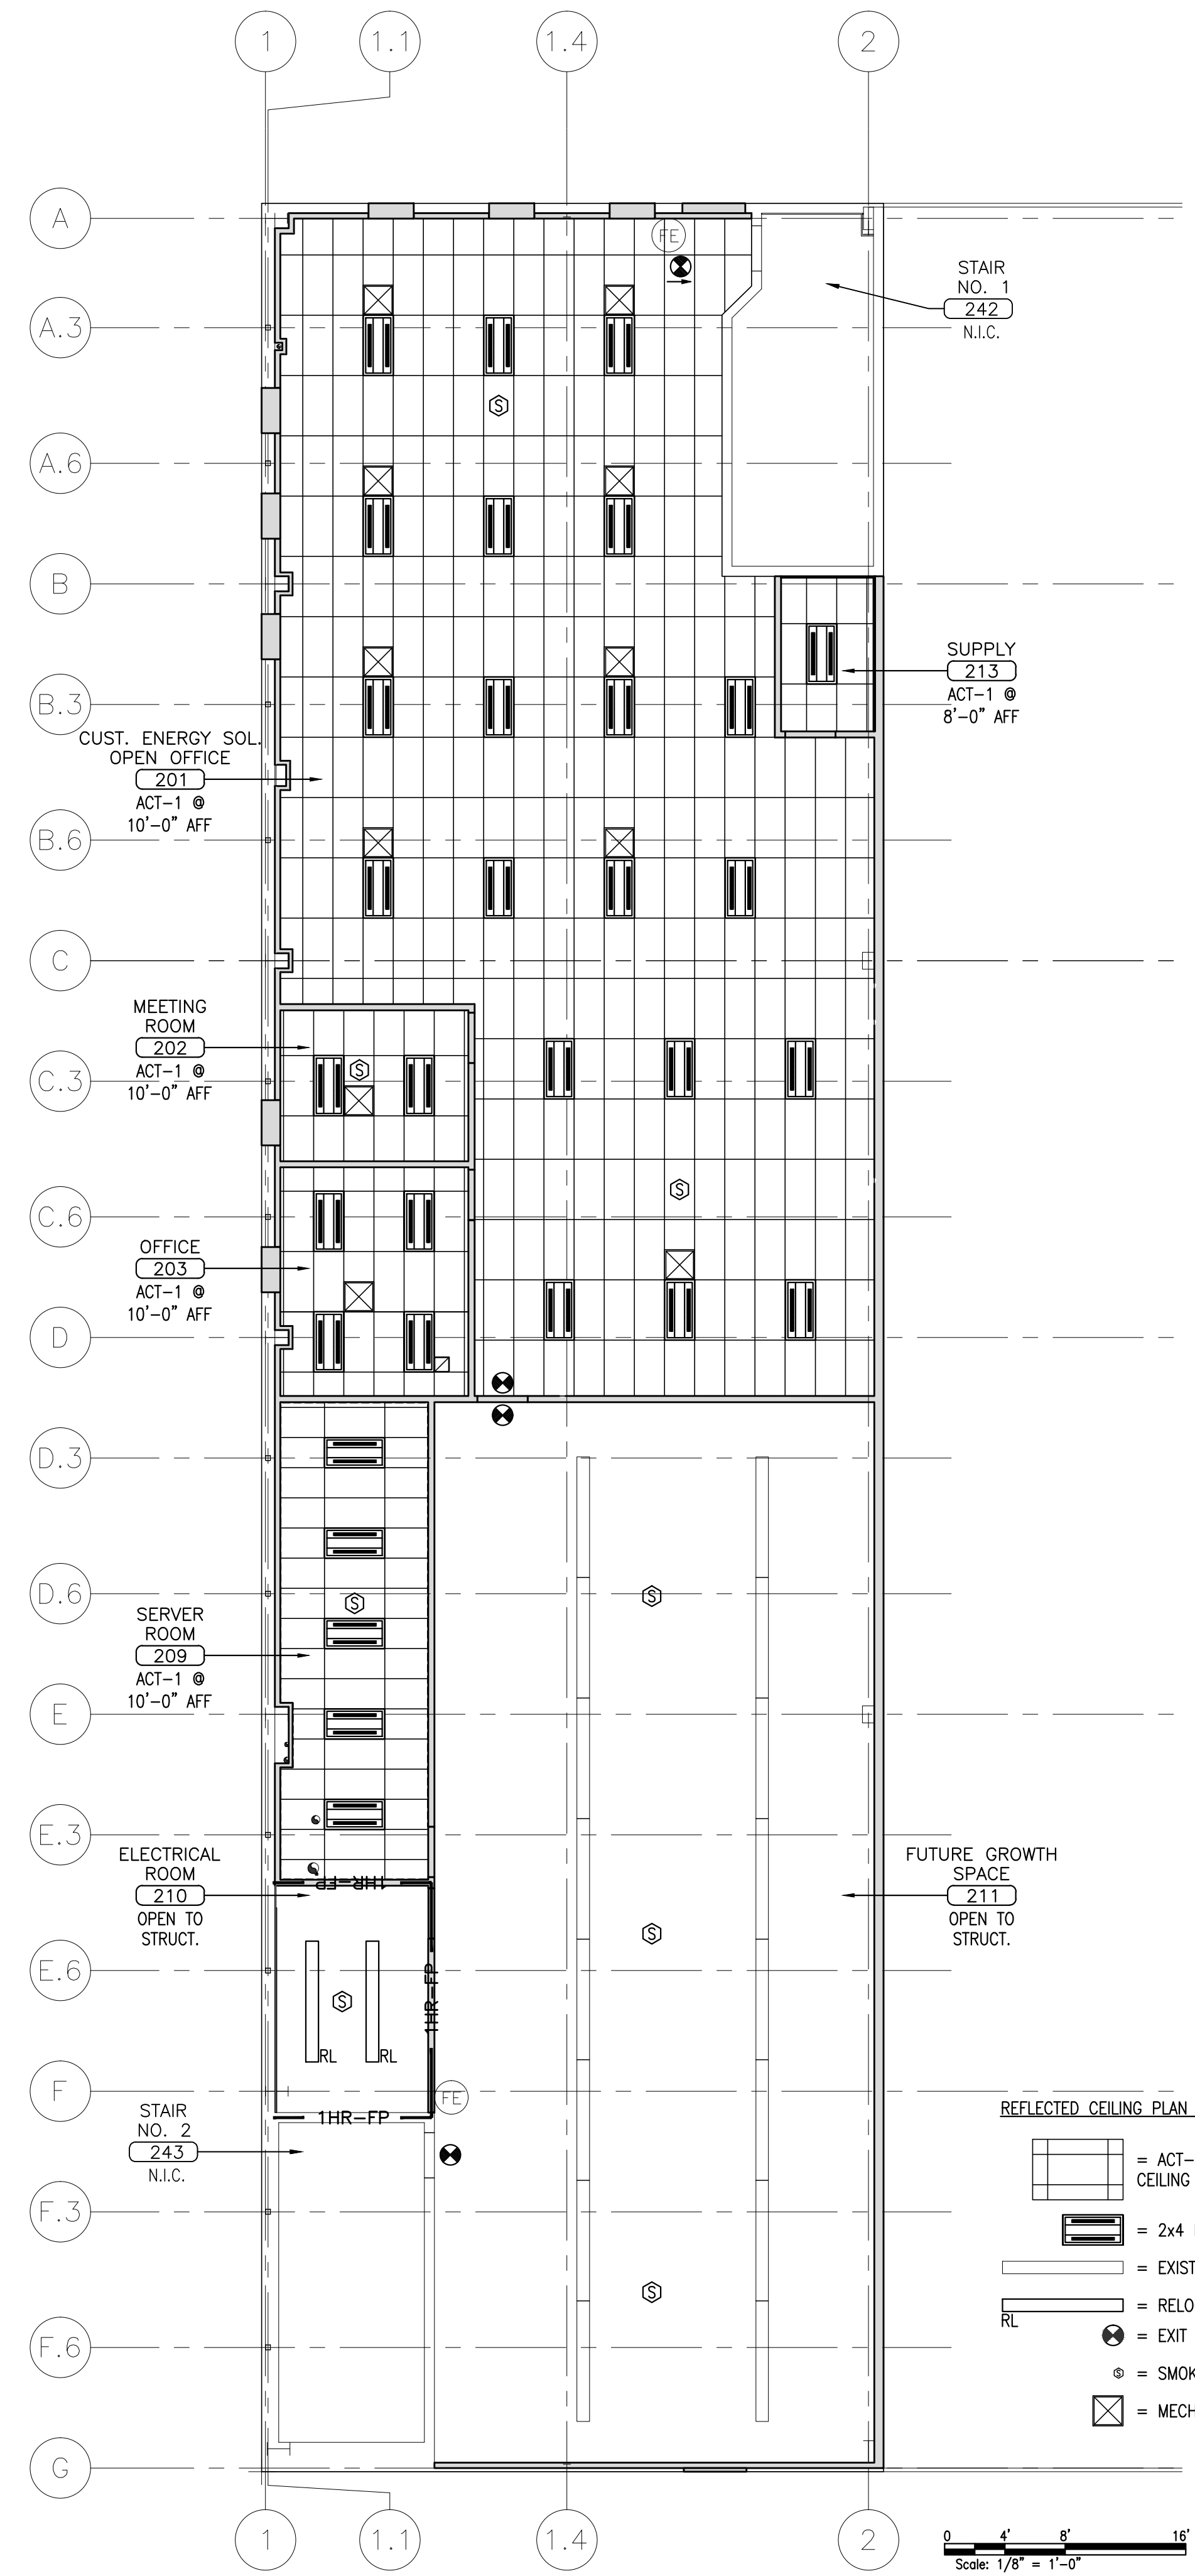 1
1.1
1.4
2
A
FE
STAIR
NO. 1
242
N.I.C.
A.3
S
A.6
B
SUPPLY
213
ACT-1 @
8'-0" AFF
B.3
CUST. ENERGY SOL.
OPEN OFFICE
201
ACT-1 @
10'-0" AFF
B.6
C
MEETING
ROOM
202
ACT-1 @
10'-0" AFF
S
C.3
S
C.6
OFFICE
203
ACT-1 @
10'-0" AFF
D
D.3
S
S
D.6
SERVER
ROOM
209
ACT-1 @
10'-0" AFF
E
E.3
ELECTRICAL
ROOM
210
OPEN TO
STRUCT.
1HR-FP
FUTURE GROWTH
SPACE
211
OPEN TO
STRUCT.
S
E.6
1HR-FP
S
RL
RL
F
FE
1HR-FP
STAIR
NO. 2
243
N.I.C.
F.3
S
F.6
G
REFLECTED CEILING PLAN
= ACT-
CEILING
= 2x4
= EXIST
= RELO
RL
= EXIT
S = SMOK
= MECH
1
1.1
1.4
2
0 4' 8' 16'
Scale: 1/8" = 1'-0"